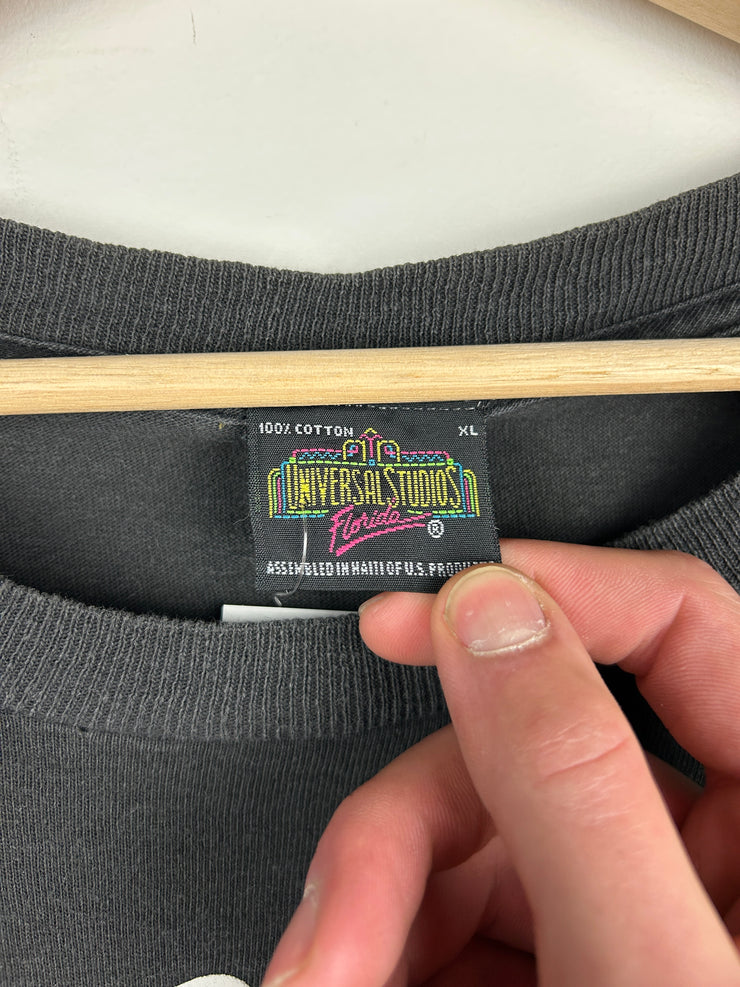 100% COTTON XL
UNIVERSAL STUDIOS
Florida ®
ASSEMBLED IN HAITI OF U.S.